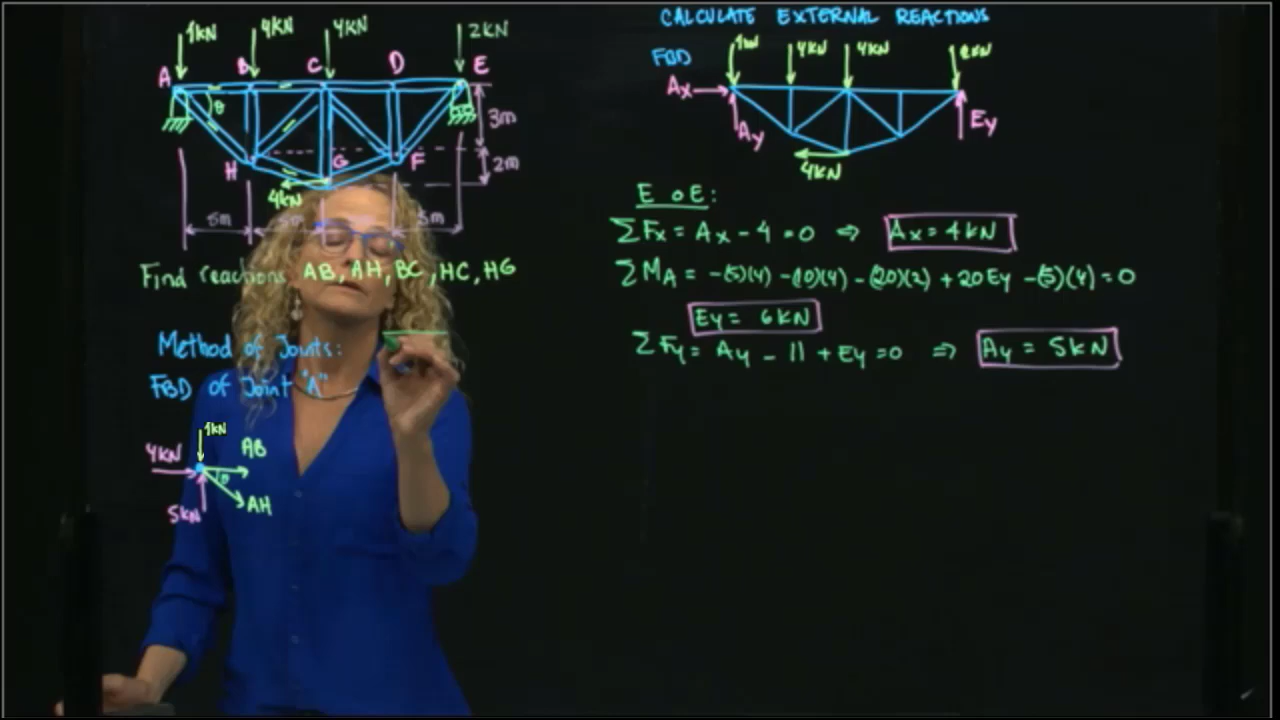 1KN 4KN 4KN 2KN
A B C D E
θ
3m
H G F
2m
4KN
5m 5m 5m
Find reactions AB, AH, BC, HC, HG
Method of Joints:
FBD of Joint "A"
1KN
4KN AB
θ
5KN AH
CALCULATE EXTERNAL REACTIONS
FBD 1KN 4KN 4KN 2KN
Ax
Ay Ey
4KN
E o E:
ΣFx = Ax - 4 = 0 ⇒ Ax = 4KN
ΣMA = -(5)(4) -(10)(4) -(20)(2) + 20Ey -(5)(4) = 0
Ey = 6KN
ΣFy = Ay - 11 + Ey = 0 ⇒ Ay = 5KN